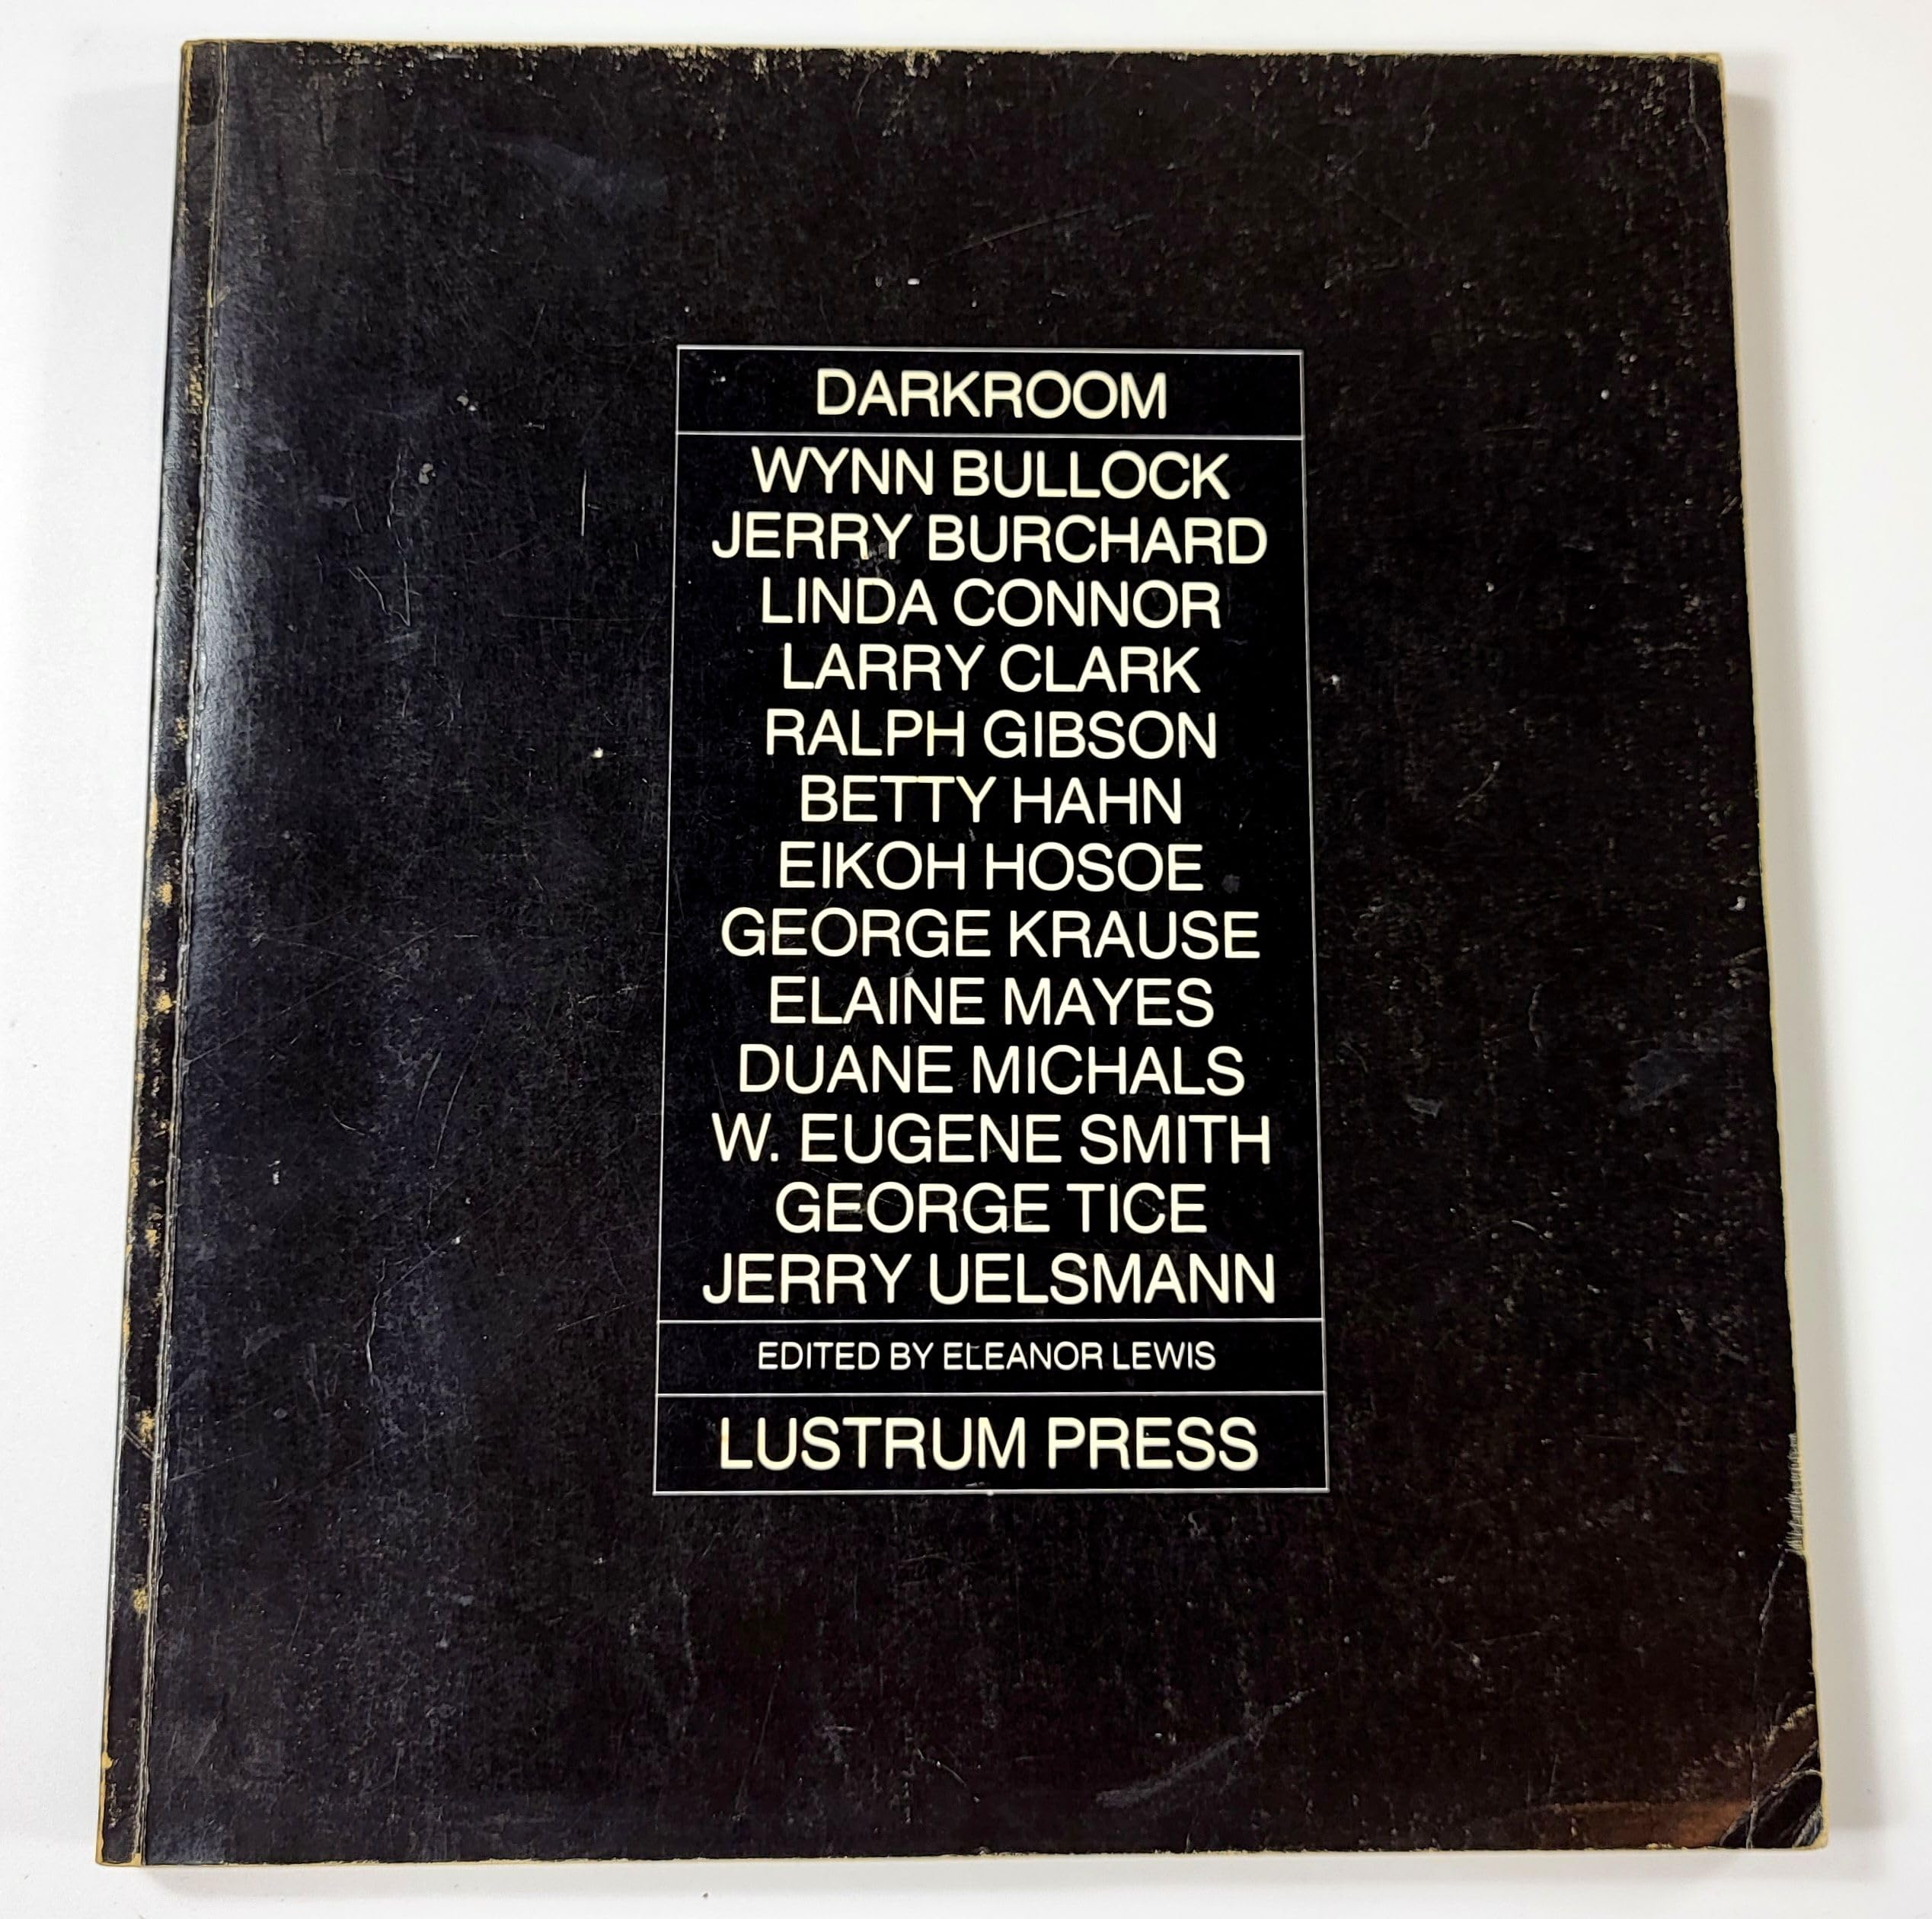 DARKROOM
WYNN BULLOCK
JERRY BURCHARD
LINDA CONNOR
LARRY CLARK
RALPH GIBSON
BETTY HAHN
EIKOH HOSOE
GEORGE KRAUSE
ELAINE MAYES
DUANE MICHALS
W. EUGENE SMITH
GEORGE TICE
JERRY UELSMANN
EDITED BY ELEANOR LEWIS
LUSTRUM PRESS